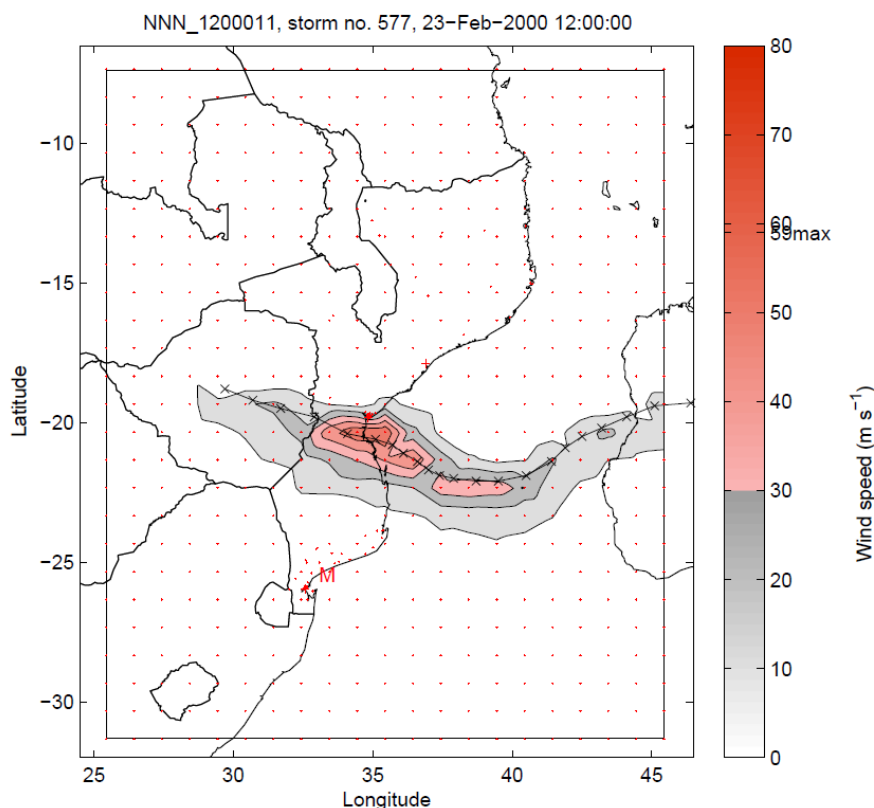 NNN_1200011, storm no. 577, 23−Feb−2000 12:00:00
80
70
60
59max
50
40
30
20
10
0
Wind speed (m s⁻¹)
−10
−15
−20
−25
−30
Latitude
M
25 30 35 40 45
Longitude